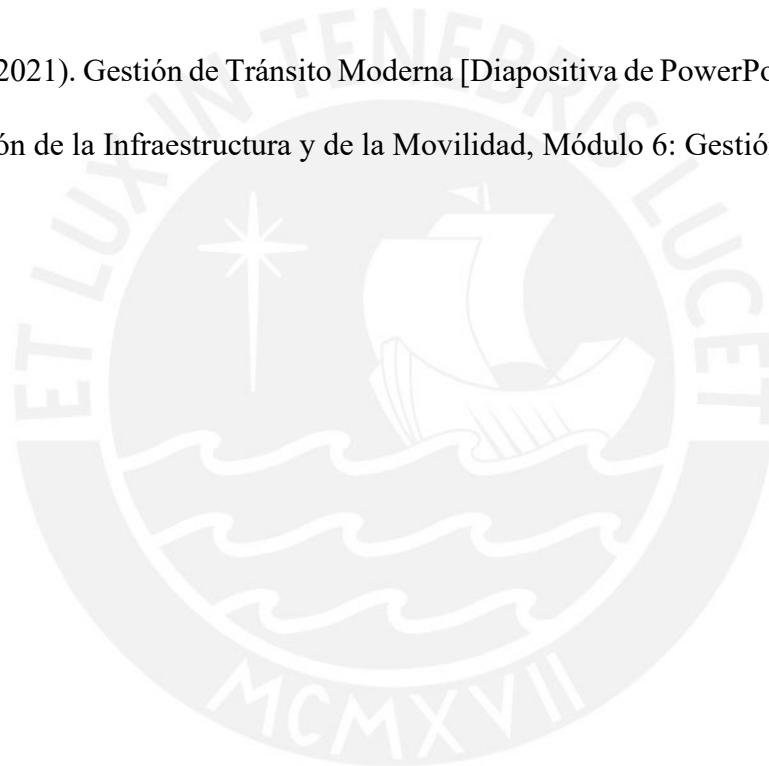 2021). Gestión de Tránsito Moderna [Diapositiva de PowerPo
ón de la Infraestructura y de la Movilidad, Módulo 6: Gestió
ET LUX IN TENEBRIS LUCET
MCMXVII